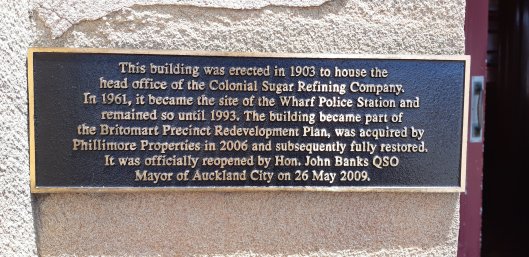 This building was erected in 1903 to house the
head office of the Colonial Sugar Refining Company.
In 1961, it became the site of the Wharf Police Station and
remained so until 1993. The building became part of
the Britomart Precinct Redevelopment Plan, was acquired by
Phillimore Properties in 2006 and subsequently fully restored.
It was officially reopened by Hon. John Banks QSO
Mayor of Auckland City on 26 May 2009.